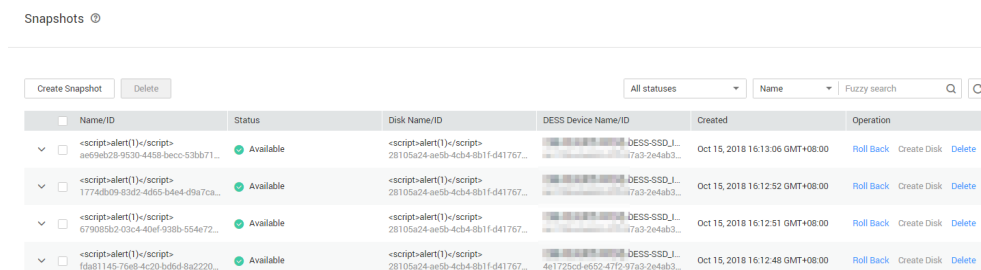 Snapshots
Create Snapshot Delete All statuses Name Fuzzy search
Name/ID Status Disk Name/ID DESS Device Name/ID Created Operation
<script>alert(1)</script> <script>alert(1)</script> DESS-SSD_I...
ae69eb28-9530-4458-becc-53bb71... Available 28105a24-ae5b-4cb4-8b1f-d41767... 7a3-2e4ab3... Oct 15, 2018 16:13:06 GMT+08:00 Roll Back Create Disk Delete
<script>alert(1)</script> <script>alert(1)</script> DESS-SSD_I...
1774db09-83d2-4d65-b4e4-d9a7ca... Available 28105a24-ae5b-4cb4-8b1f-d41767... 7a3-2e4ab3... Oct 15, 2018 16:12:52 GMT+08:00 Roll Back Create Disk Delete
<script>alert(1)</script> <script>alert(1)</script> DESS-SSD_I...
679085b2-03c4-40ef-938b-554e72... Available 28105a24-ae5b-4cb4-8b1f-d41767... 7a3-2e4ab3... Oct 15, 2018 16:12:51 GMT+08:00 Roll Back Create Disk Delete
<script>alert(1)</script> <script>alert(1)</script> DESS-SSD_I...
fda81145-76e8-4c20-bd6d-8a2220... Available 28105a24-ae5b-4cb4-8b1f-d41767... 4e1725cd-e652-47f2-97a3-2e4ab3... Oct 15, 2018 16:12:48 GMT+08:00 Roll Back Create Disk Delete